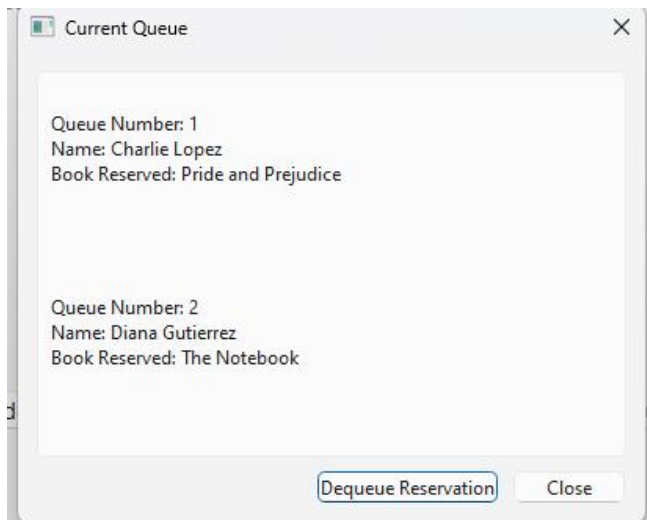 Current Queue
Queue Number: 1
Name: Charlie Lopez
Book Reserved: Pride and Prejudice
Queue Number: 2
Name: Diana Gutierrez
Book Reserved: The Notebook
Dequeue Reservation
Close